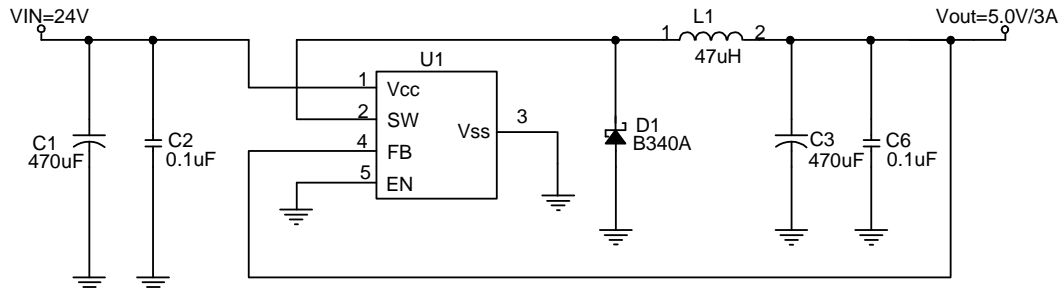 VIN=24V
L1
Vout=5.0V/3A
1
2
47uH
U1
1
Vcc
2
SW
Vss
3
4
FB
5
EN
C1
470uF
C2
0.1uF
D1
B340A
C3
470uF
C6
0.1uF